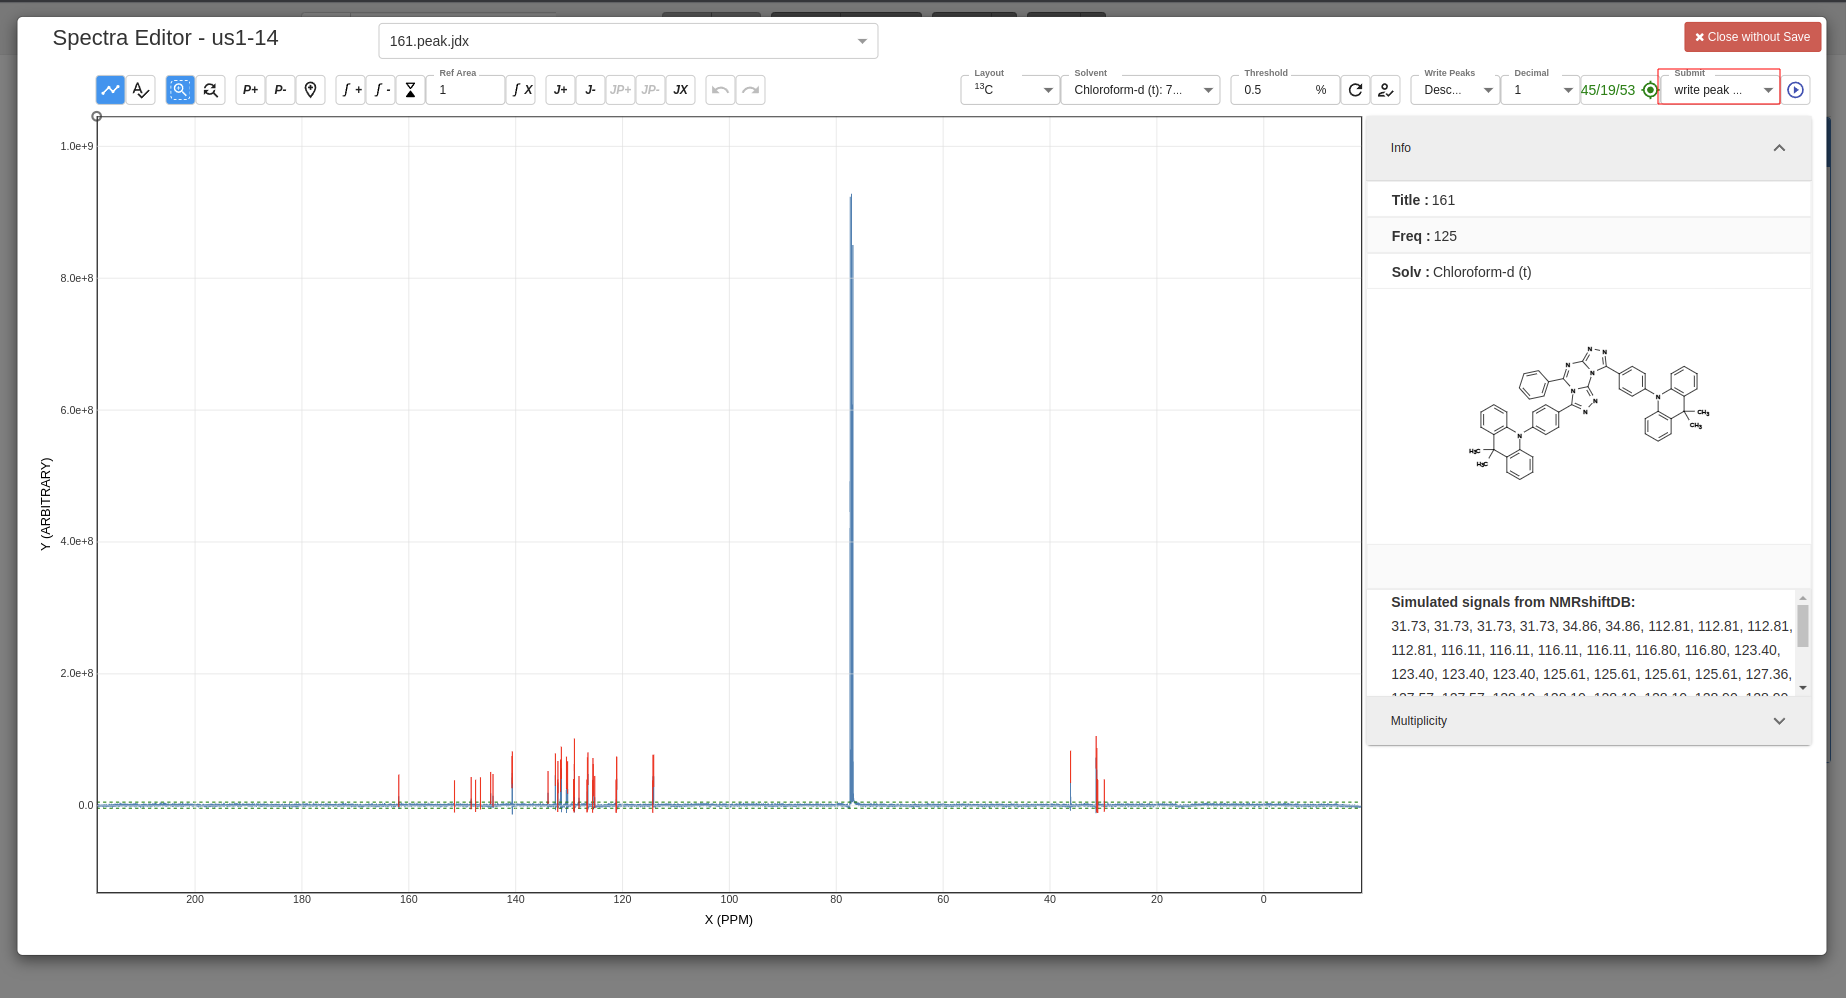 Spectra Editor - us1-14
161.peak.jdx
✖ Close without Save
P+ P- ∫ + ∫ - Ref Area 1 ∫ X J+ J- JP+ JP- JX
Layout 13C
Solvent Chloroform-d (t): 7...
Threshold 0.5 %
Write Peaks Desc...
Decimal 1
45/19/53
Submit write peak ...
1.0e+9
8.0e+8
6.0e+8
4.0e+8
2.0e+8
0.0
Y (ARBITRARY)
200 180 160 140 120 100 80 60 40 20 0
X (PPM)
Info
Title : 161
Freq : 125
Solv : Chloroform-d (t)
N N
N
N
N
N
N
N
N
N
CH3
CH3
H3C
H3C
Simulated signals from NMRshiftDB:
31.73, 31.73, 31.73, 31.73, 34.86, 34.86, 112.81, 112.81, 112.81,
112.81, 116.11, 116.11, 116.11, 116.11, 116.80, 116.80, 123.40,
123.40, 123.40, 123.40, 125.61, 125.61, 125.61, 125.61, 127.36,
Multiplicity